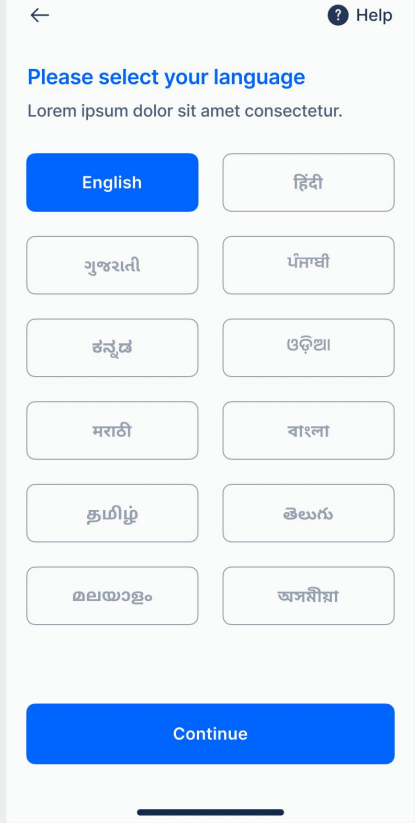 ? Help
Please select your language
Lorem ipsum dolor sit amet consectetur.
English
हिंदी
ગુજરાતી
ਪੰਜਾਬੀ
ಕನ್ನಡ
ଓଡ଼ିଆ
मराठी
বাংলা
தமிழ்
తెలుగు
മലയാളം
অসমীয়া
Continue